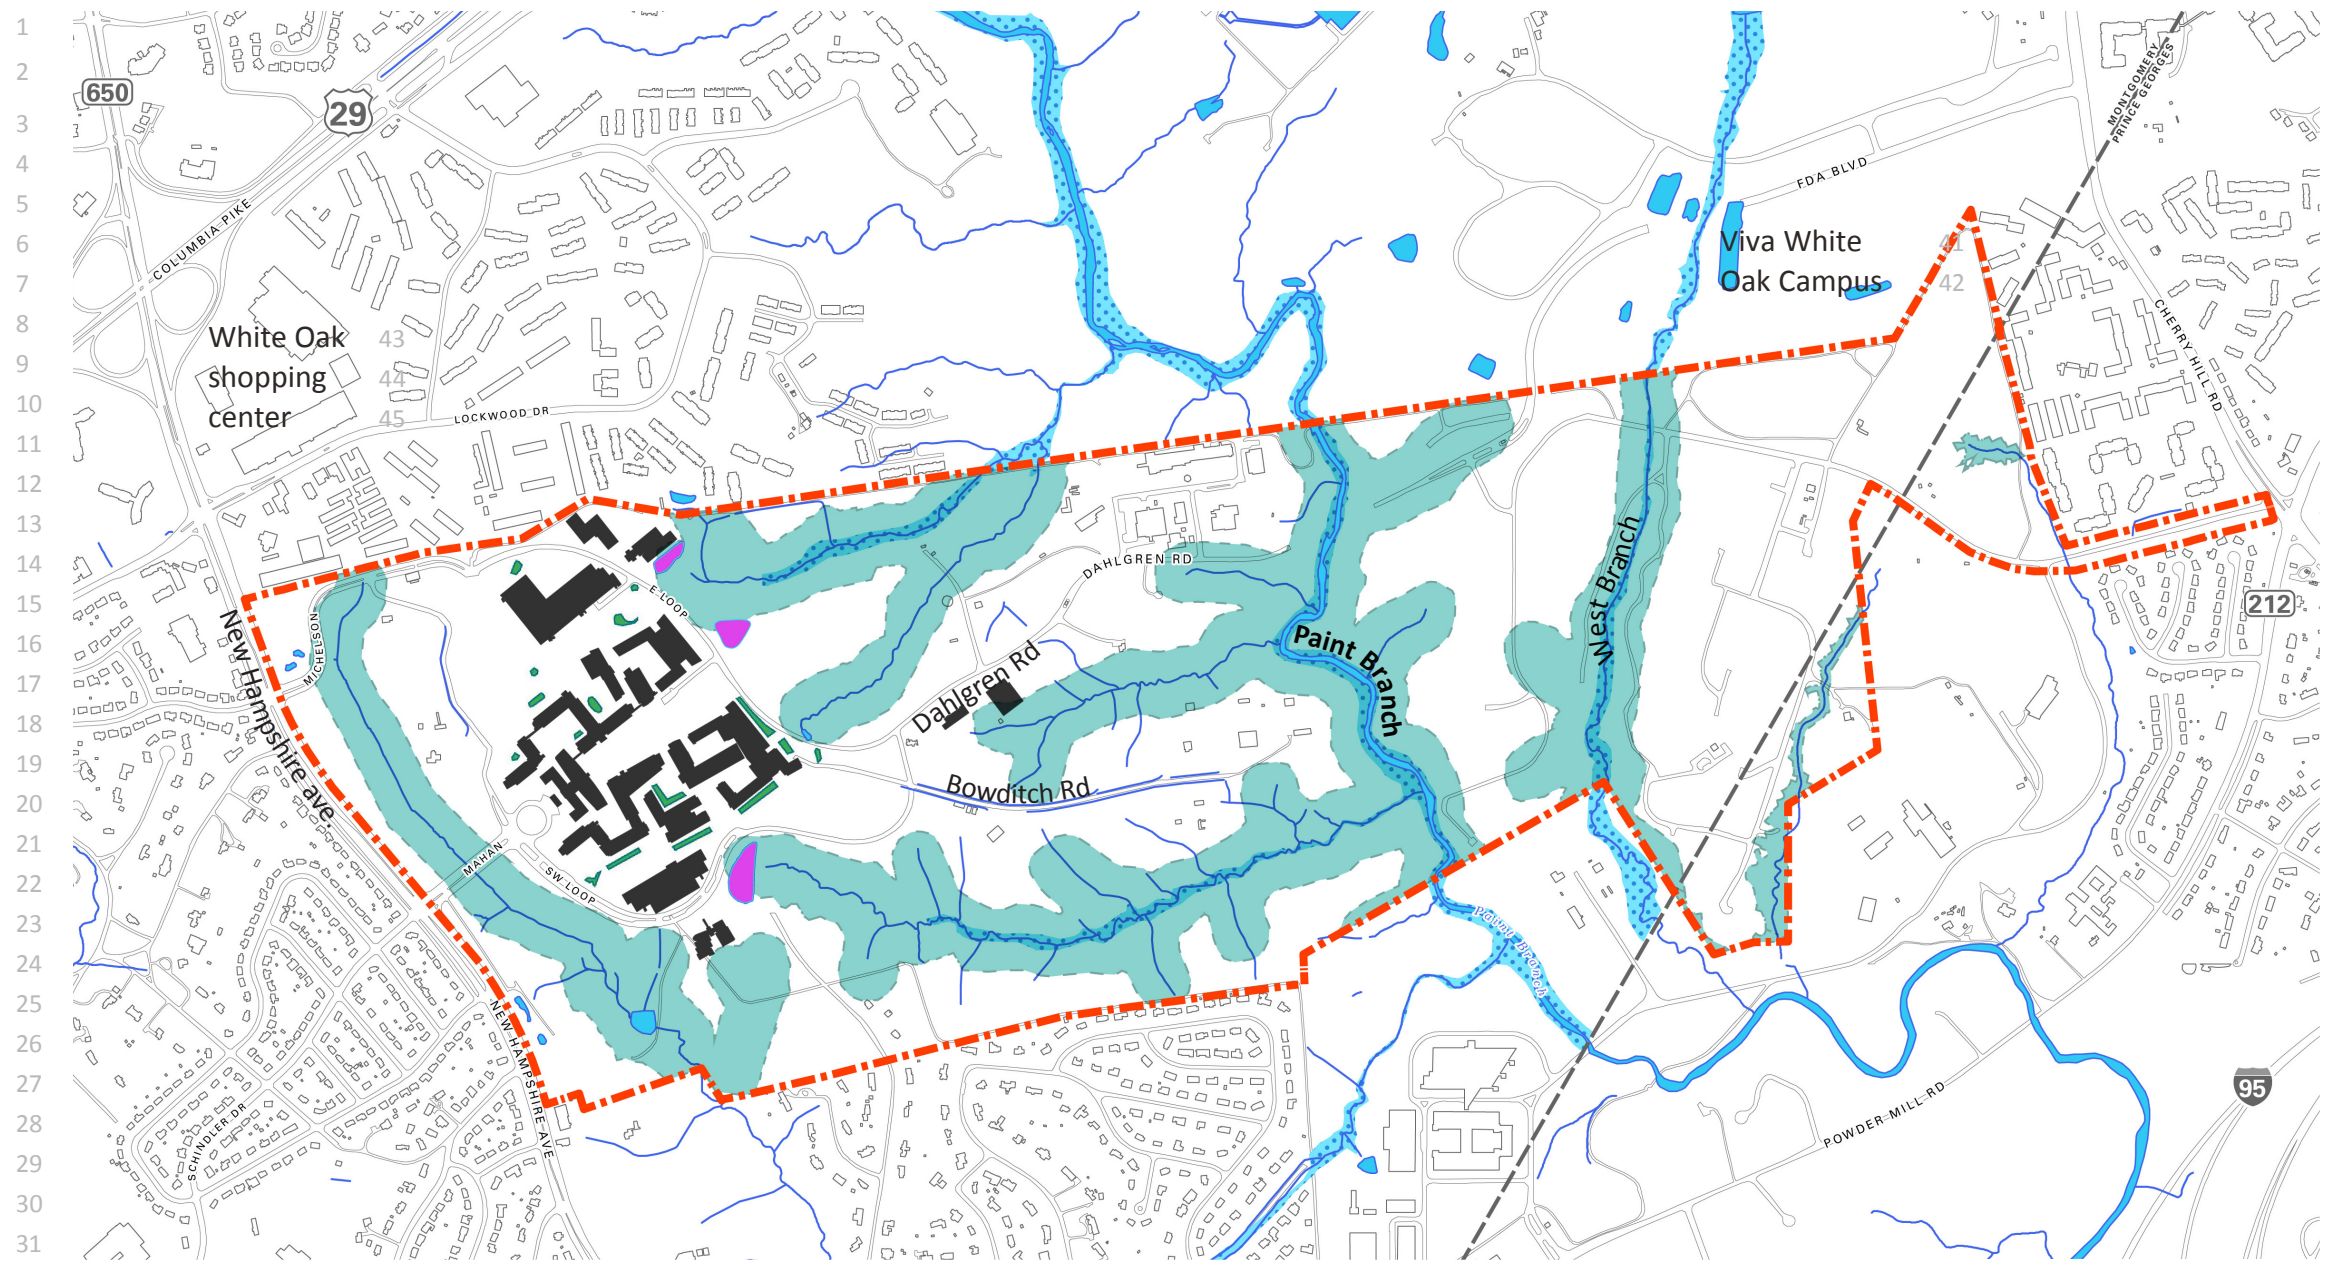 1
2
3
4
5
6
7
8
9
10
11
12
13
14
15
16
17
18
19
20
21
22
23
24
25
26
27
28
29
30
31
650
29
COLUMBIA PIKE
White Oak
shopping
center
43
44
45
LOCKWOOD DR
MONTGOMERY
PRINCE GEORGES
FDA BLVD
Viva White
Oak Campus
41
42
CHERRY HILL RD
212
95
POWDER MILL RD
New Hampshire ave.
MICHELSON
E LOOP
DAHLGREN RD
Dahlgren Rd
Bowditch Rd
Paint Branch
West Branch
MAHAN
SW LOOP
Paint Branch
NEW HAMPSHIRE AVE
SCHINDLER DR